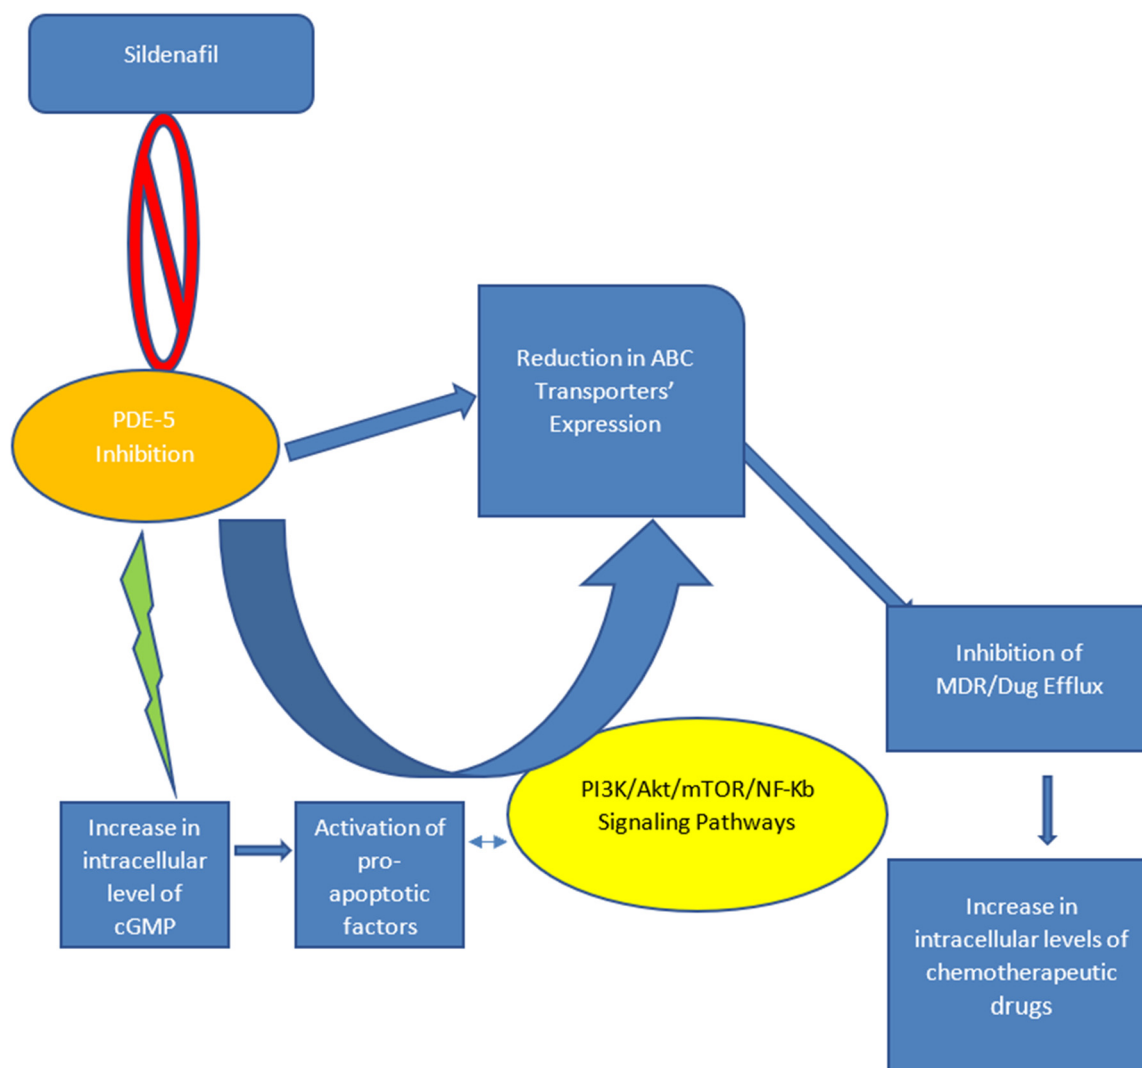 Sildenafil
PDE-5
Inhibition
Reduction in ABC
Transporters’
Expression
Inhibition of
MDR/Dug Efflux
PI3K/Akt/mTOR/NF-Kb
Signaling Pathways
Increase in
intracellular
level of
cGMP
Activation of
pro-
apoptotic
factors
Increase in
intracellular levels of
chemotherapeutic
drugs